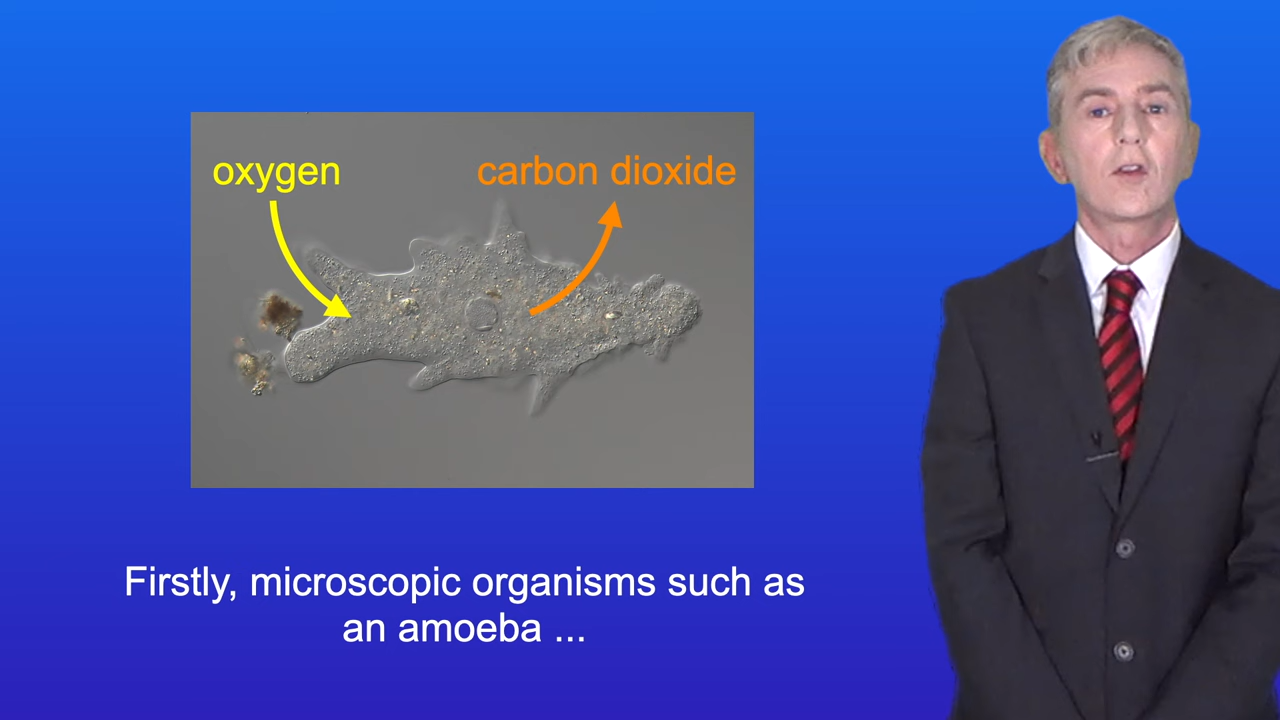 oxygen
carbon dioxide
Firstly, microscopic organisms such as
an amoeba ...